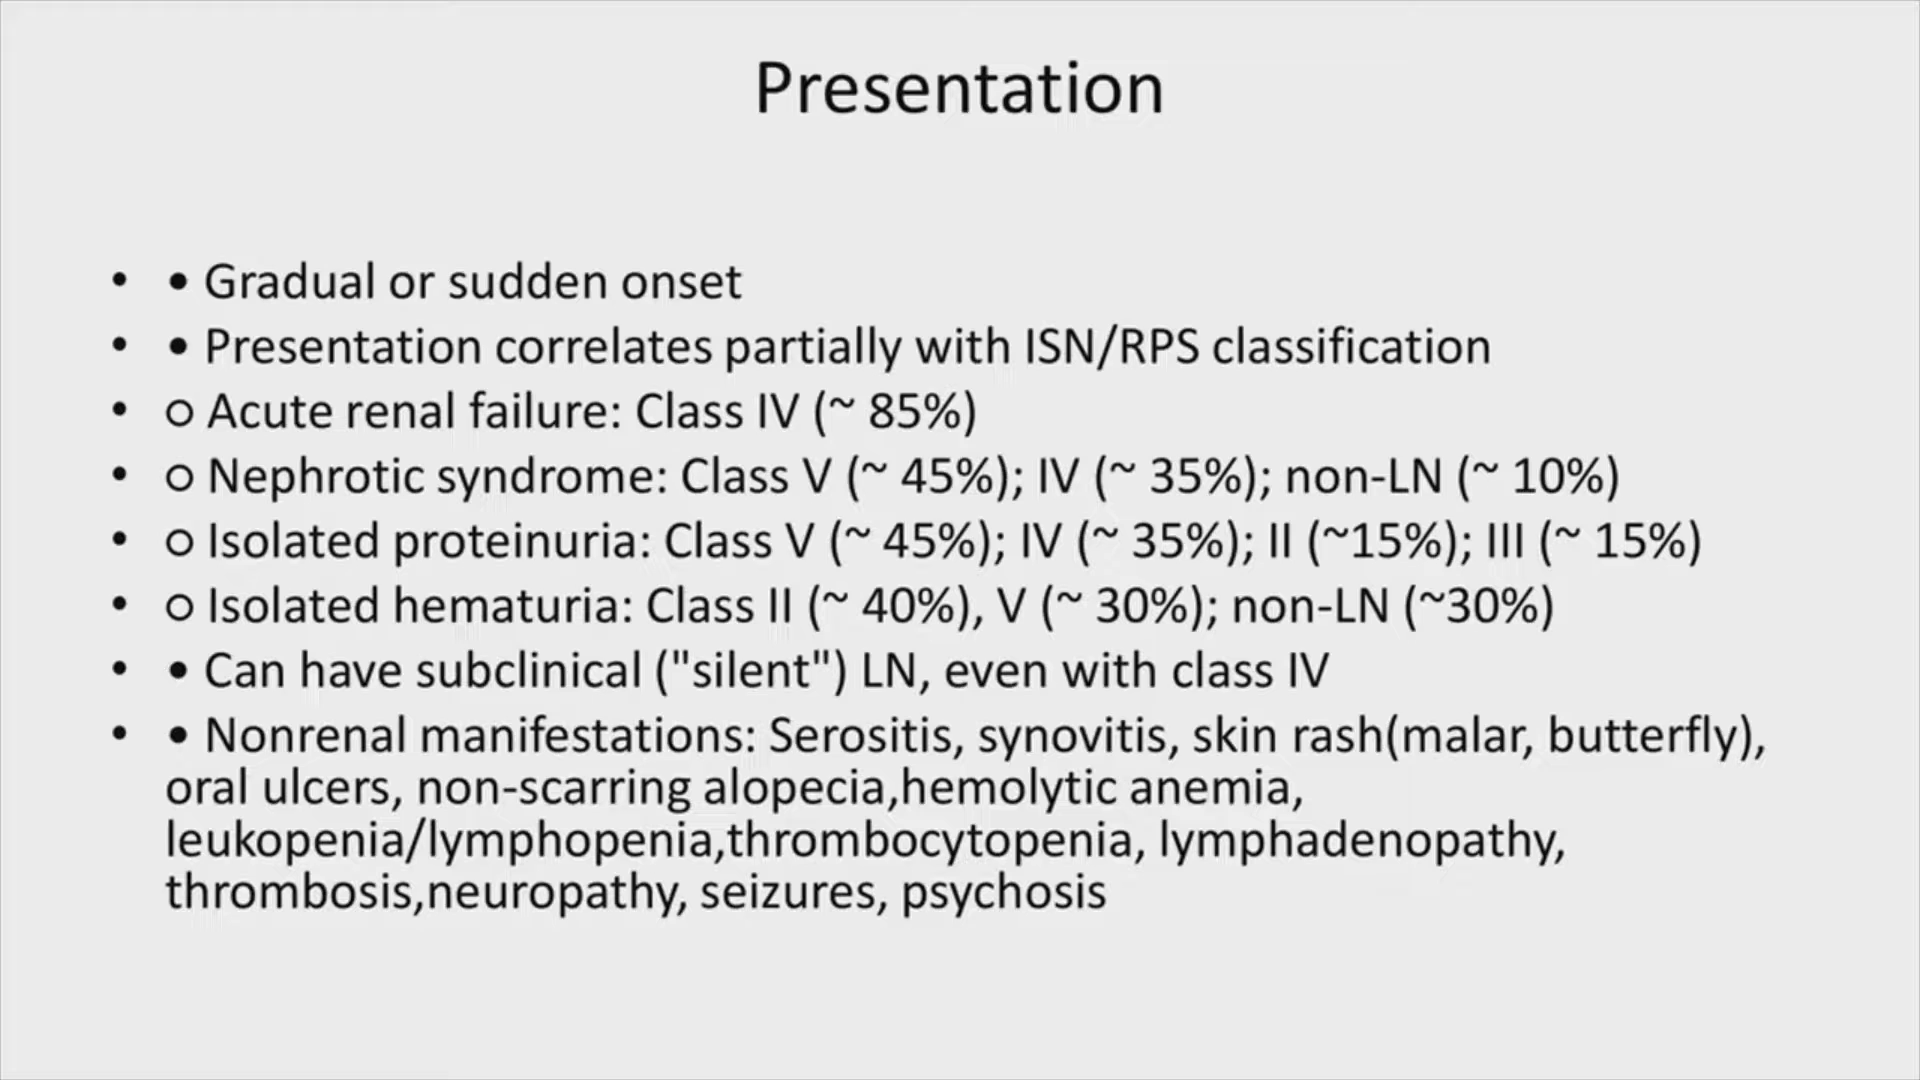 Presentation
• • Gradual or sudden onset
• • Presentation correlates partially with ISN/RPS classification
• ○ Acute renal failure: Class IV (~ 85%)
• ○ Nephrotic syndrome: Class V (~ 45%); IV (~ 35%); non-LN (~ 10%)
• ○ Isolated proteinuria: Class V (~ 45%); IV (~ 35%); II (~15%); III (~ 15%)
• ○ Isolated hematuria: Class II (~ 40%), V (~ 30%); non-LN (~30%)
• • Can have subclinical ("silent") LN, even with class IV
• • Nonrenal manifestations: Serositis, synovitis, skin rash(malar, butterfly),
oral ulcers, non-scarring alopecia,hemolytic anemia,
leukopenia/lymphopenia,thrombocytopenia, lymphadenopathy,
thrombosis,neuropathy, seizures, psychosis